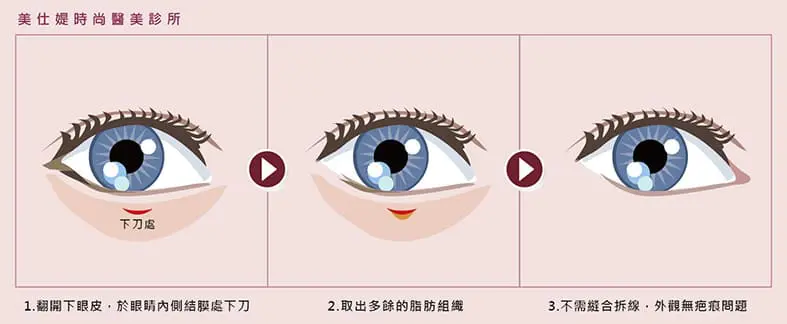 美仕媞時尚醫美診所
下刀處
1.翻開下眼皮，於眼睛內側結膜處下刀
2.取出多餘的脂肪組織
3.不需縫合拆線，外觀無疤痕問題